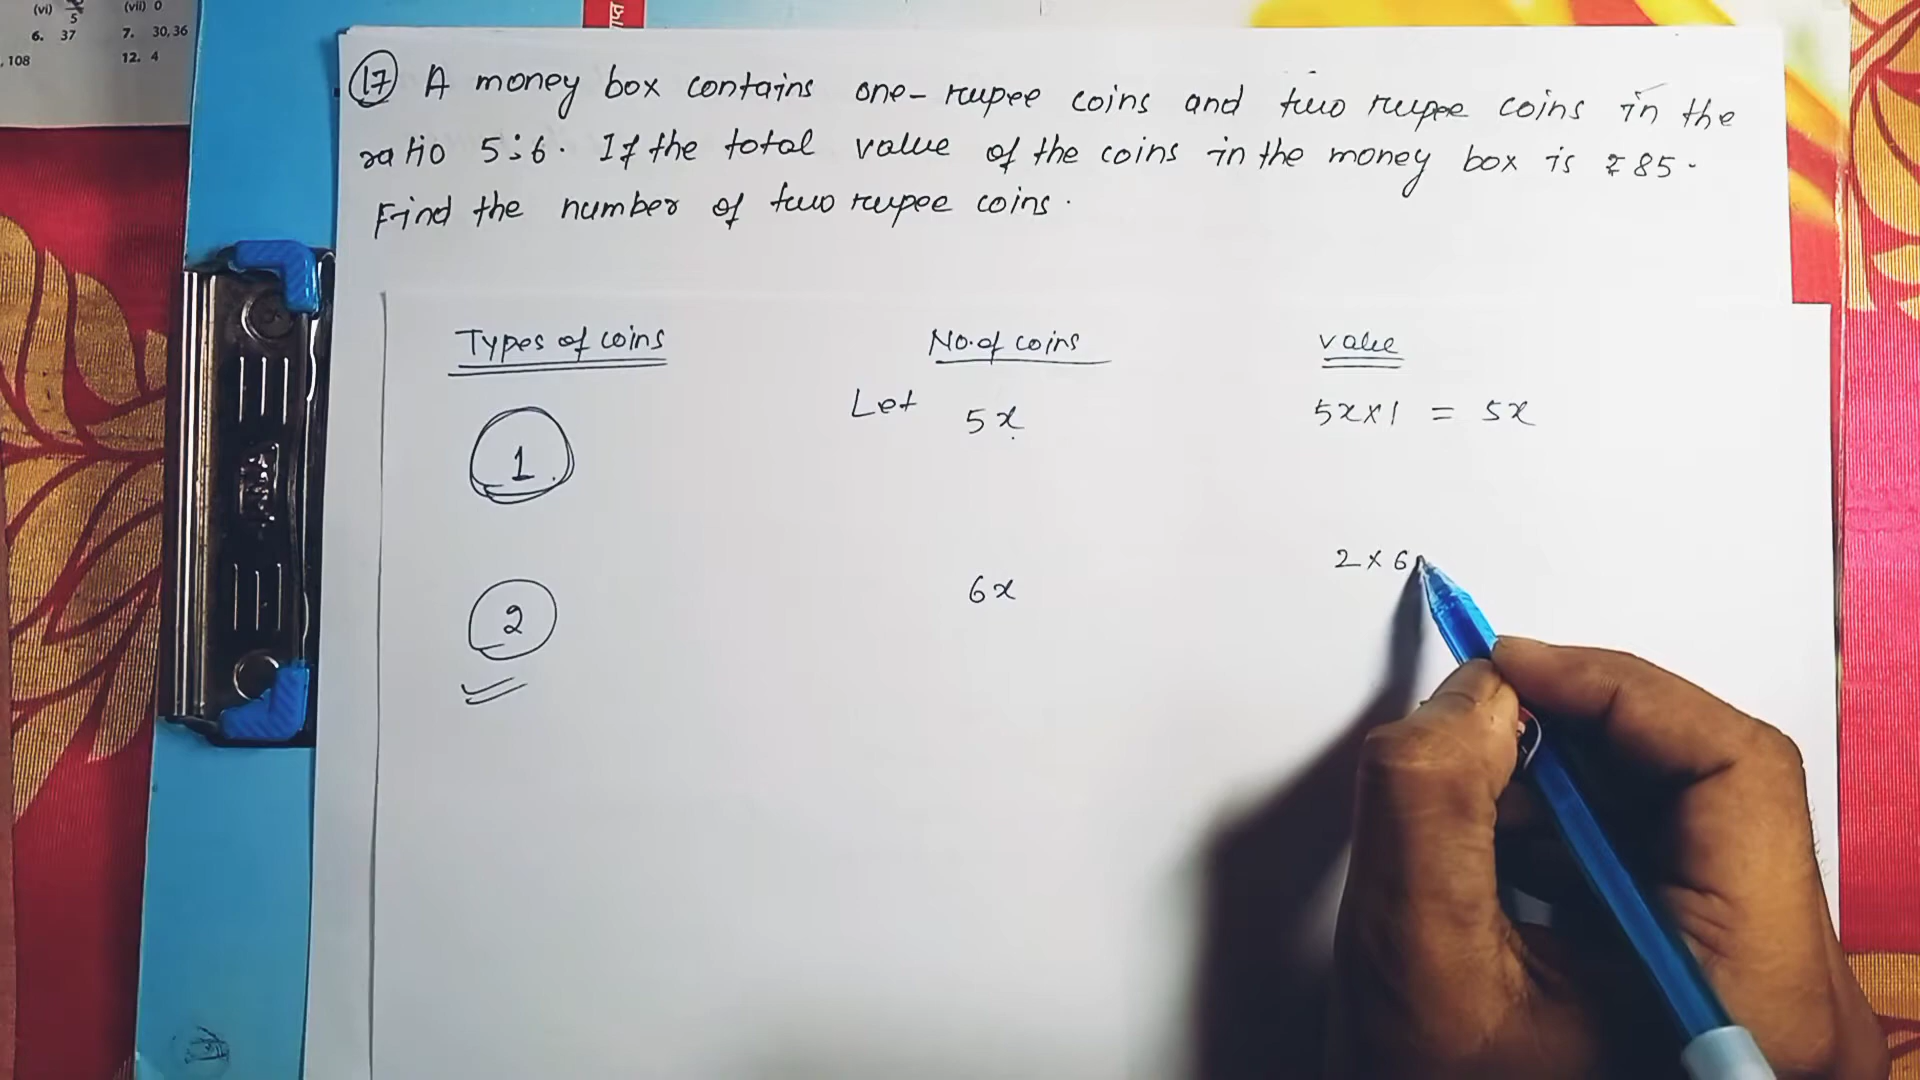 (vi) 5 (vii) 0
6. 37 7. 30, 36
, 108 12. 4
17 A money box contains one-rupee coins and two rupee coins in the
ratio 5:6. If the total value of the coins in the money box is ₹85.
Find the number of two rupee coins.
Types of coins No. of coins value
1 Let 5x 5x×1 = 5x
2 6x 2×6